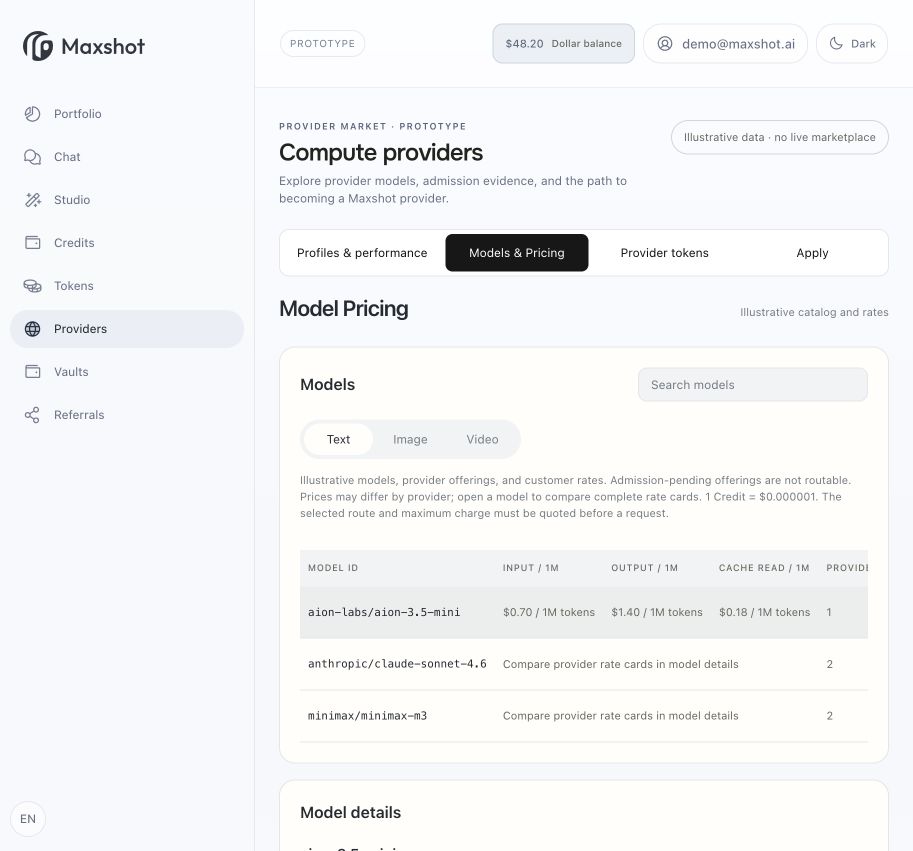 Maxshot
PROTOTYPE
$48.20 Dollar balance
demo@maxshot.ai
Dark
Portfolio
Chat
Studio
Credits
Tokens
Providers
Vaults
Referrals
EN
PROVIDER MARKET · PROTOTYPE
Compute providers
Explore provider models, admission evidence, and the path to
becoming a Maxshot provider.
Illustrative data · no live marketplace
Profiles & performance
Models & Pricing
Provider tokens
Apply
Model Pricing
Illustrative catalog and rates
Models
Search models
Text
Image
Video
Illustrative models, provider offerings, and customer rates. Admission-pending offerings are not routable.
Prices may differ by provider; open a model to compare complete rate cards. 1 Credit = $0.000001. The
selected route and maximum charge must be quoted before a request.
MODEL ID INPUT / 1M OUTPUT / 1M CACHE READ / 1M PROVIDE
aion-labs/aion-3.5-mini $0.70 / 1M tokens $1.40 / 1M tokens $0.18 / 1M tokens 1
anthropic/claude-sonnet-4.6 Compare provider rate cards in model details 2
minimax/minimax-m3 Compare provider rate cards in model details 2
Model details